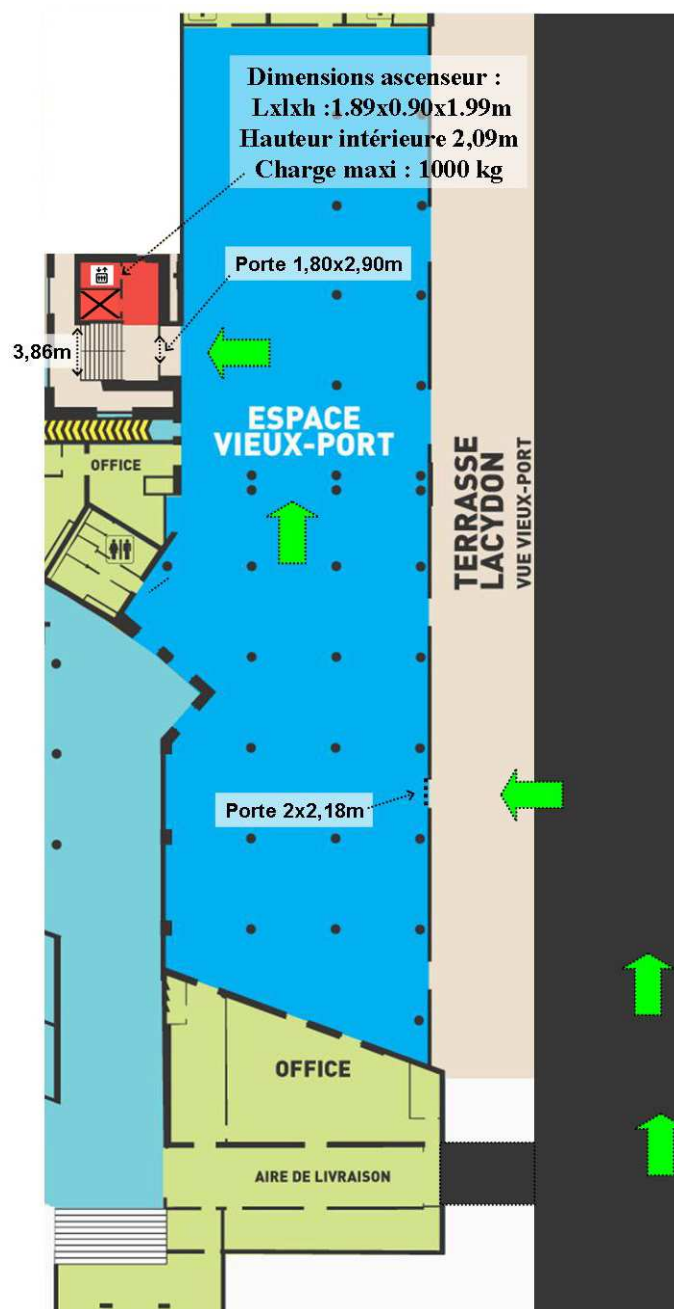 Dimensions ascenseur :
Lxlxh :1.89x0.90x1.99m
Hauteur intérieure 2,09m
Charge maxi : 1000 kg
Porte 1,80x2,90m
3,86m
ESPACE
VIEUX-PORT
OFFICE
TERRASSE
LACYDON
VUE VIEUX-PORT
Porte 2x2,18m
OFFICE
AIRE DE LIVRAISON